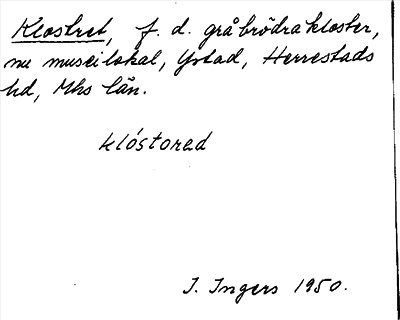 Klostret, f. d. gråbrödrakloster,
nu museilokal, Ystad, Herrestads
hd, Mhs län.
klóstored
I. Ingers 1950.